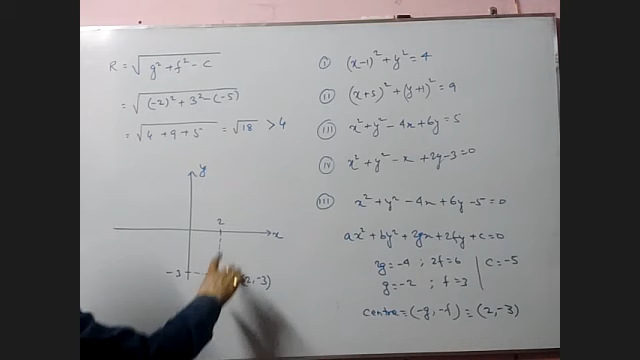 R = √(g² + f² - c)
= √((-2)² + 3² - (-5))
= √(4 + 9 + 5) = √18 > 4
y
2
x
-3
2,-3)
(I) (x-1)² + y² = 4
(II) (x+5)² + (y+1)² = 9
(III) x² + y² - 4x + 6y = 5
(IV) x² + y² - x + 2y - 3 = 0
(III) x² + y² - 4x + 6y - 5 = 0
ax² + by² + 2gx + 2fy + c = 0
2g = -4 ; 2f = 6 | c = -5
g = -2 ; f = 3
centre = (-g, -f) = (2, -3)